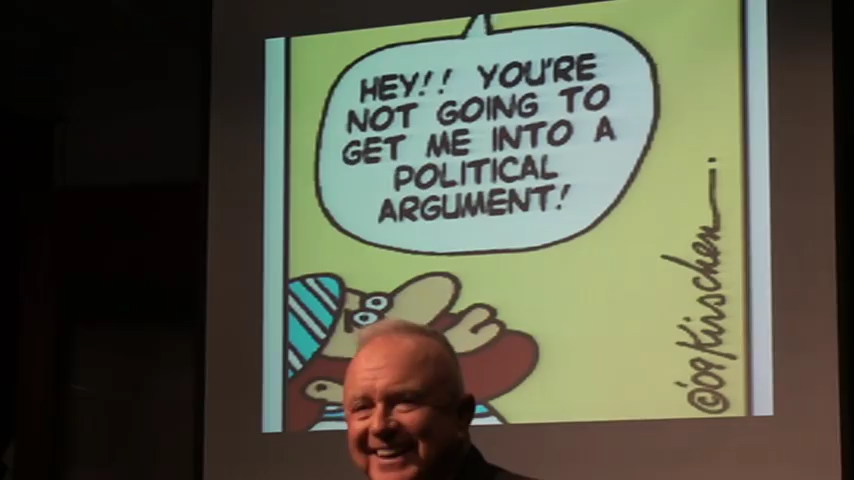 HEY!! YOU'RE
NOT GOING TO
GET ME INTO A
POLITICAL
ARGUMENT!
©'09 Kirschen